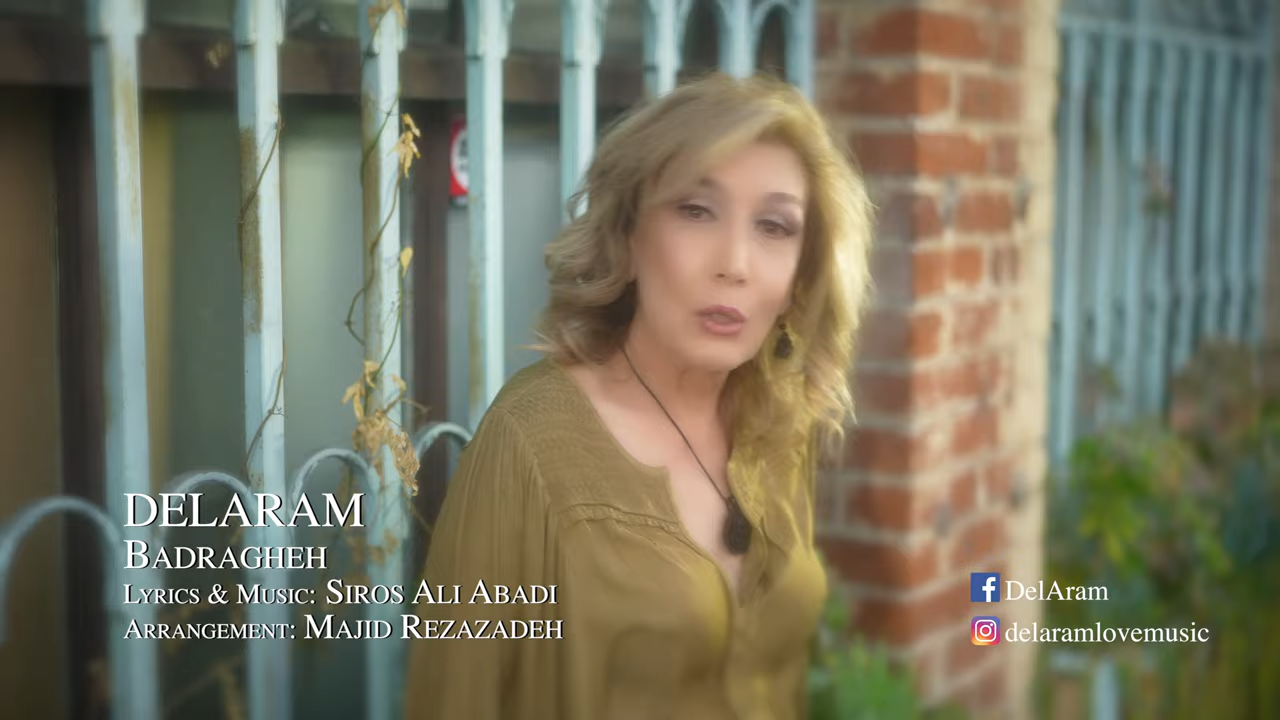 DELARAM
BADRAGHEH
LYRICS & MUSIC: SIROS ALI ABADI
ARRANGEMENT: MAJID REZAZADEH
DelAram
delaramlovemusic